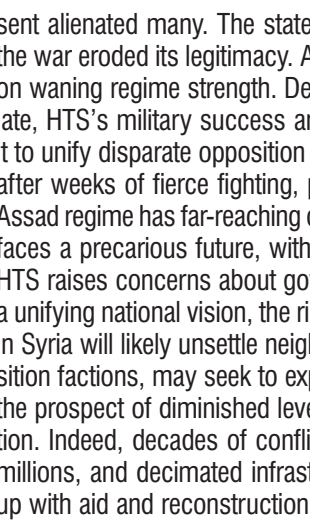 sent alienated many. The state
the war eroded its legitimacy. A
on waning regime strength. De
ate, HTS's military success an
t to unify disparate opposition
after weeks of fierce fighting, p
Assad regime has far-reaching c
faces a precarious future, with
HTS raises concerns about gov
a unifying national vision, the ri
n Syria will likely unsettle neigh
sition factions, may seek to exp
the prospect of diminished leve
tion. Indeed, decades of confli
millions, and decimated infrast
up with aid and reconstruction